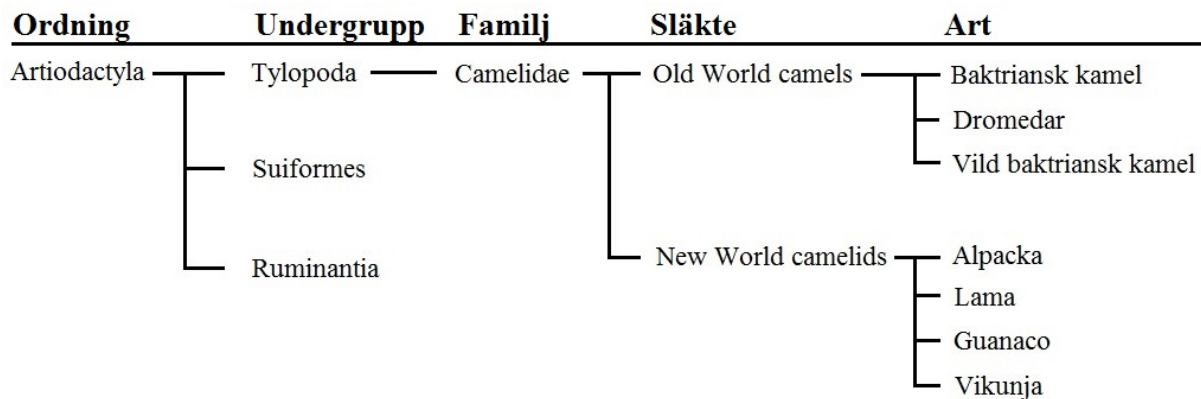 Ordning Undergrupp Familj Släkte Art
Artiodactyla Tylopoda Camelidae Old World camels Baktriansk kamel
Dromedar
Suiformes Vild baktriansk kamel
Ruminantia New World camelids Alpacka
Lama
Guanaco
Vikunja